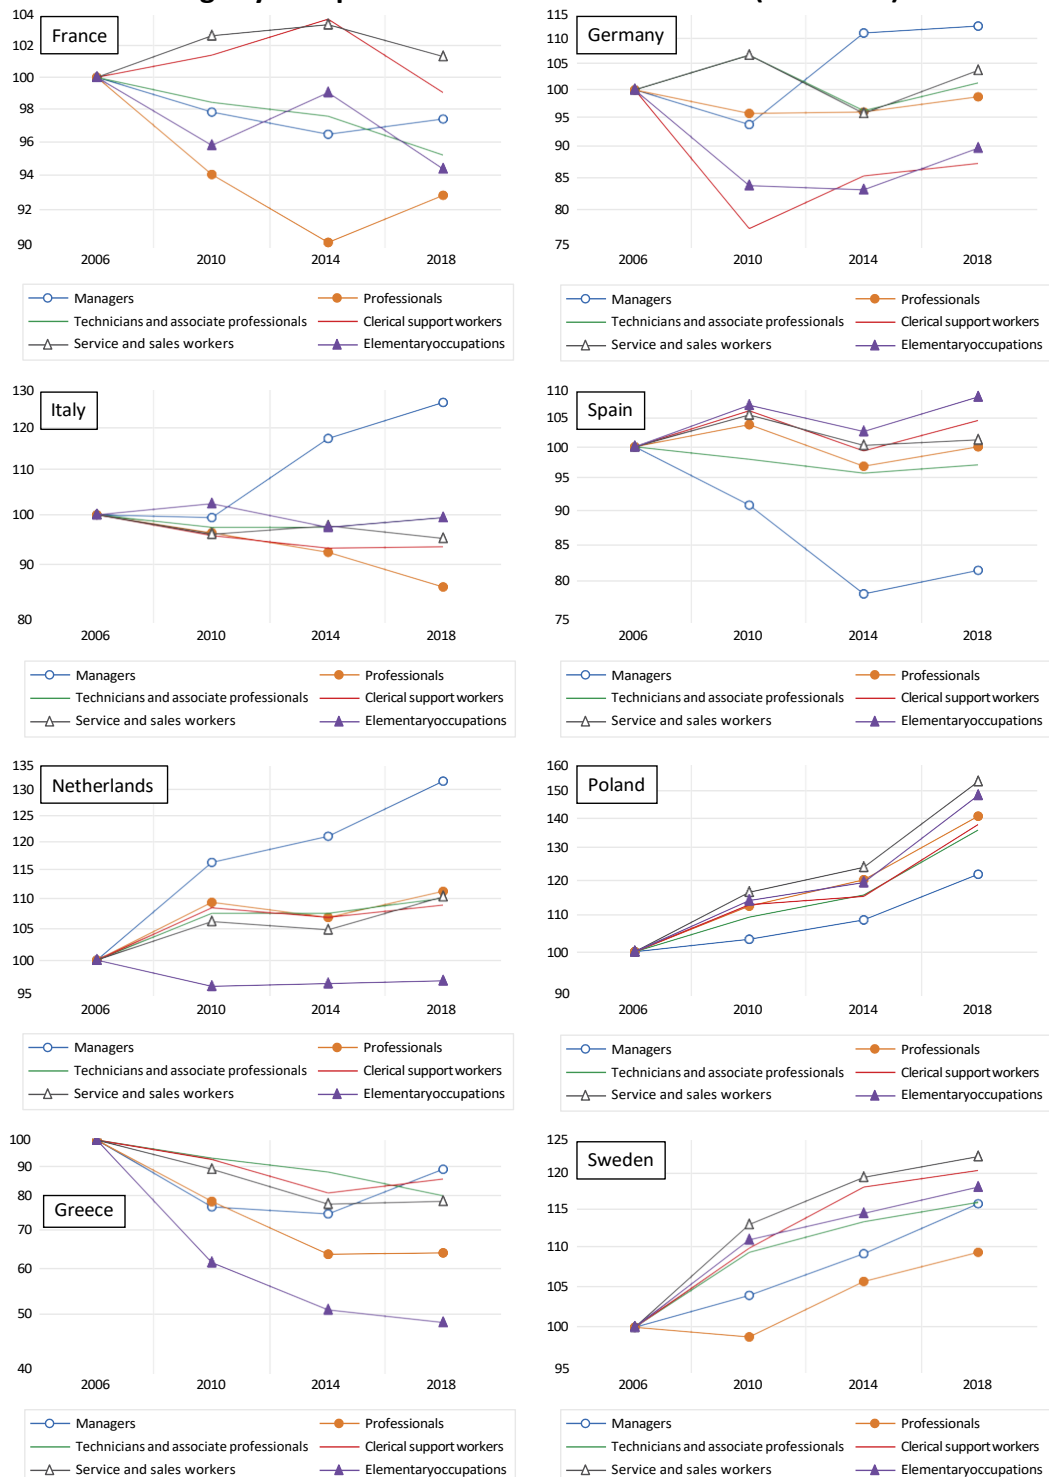 France
104
102
100
98
96
94
92
90
2006 2010 2014 2018
Managers Professionals
Technicians and associate professionals Clerical support workers
Service and sales workers Elementaryoccupations
Germany
115
110
105
100
95
90
85
80
75
2006 2010 2014 2018
Managers Professionals
Technicians and associate professionals Clerical support workers
Service and sales workers Elementaryoccupations
Italy
130
120
110
100
90
80
2006 2010 2014 2018
Managers Professionals
Technicians and associate professionals Clerical support workers
Service and sales workers Elementaryoccupations
Spain
110
105
100
95
90
85
80
75
2006 2010 2014 2018
Managers Professionals
Technicians and associate professionals Clerical support workers
Service and sales workers Elementaryoccupations
Netherlands
135
130
125
120
115
110
105
100
95
2006 2010 2014 2018
Managers Professionals
Technicians and associate professionals Clerical support workers
Service and sales workers Elementaryoccupations
Poland
160
150
140
130
120
110
100
90
2006 2010 2014 2018
Managers Professionals
Technicians and associate professionals Clerical support workers
Service and sales workers Elementaryoccupations
Greece
100
90
80
70
60
50
40
2006 2010 2014 2018
Managers Professionals
Technicians and associate professionals Clerical support workers
Service and sales workers Elementaryoccupations
Sweden
125
120
115
110
105
100
95
2006 2010 2014 2018
Managers Professionals
Technicians and associate professionals Clerical support workers
Service and sales workers Elementaryoccupations